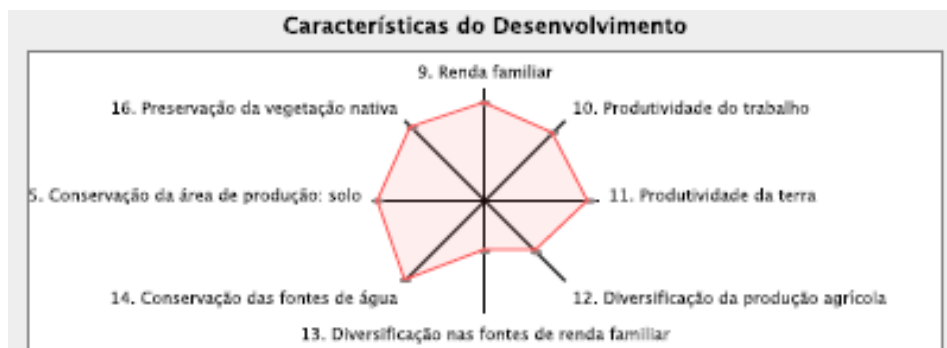 Características do Desenvolvimento
9. Renda familiar
16. Preservação da vegetação nativa
10. Produtividade do trabalho
5. Conservação da área de produção: solo
11. Produtividade da terra
14. Conservação das fontes de água
12. Diversificação da produção agrícola
13. Diversificação nas fontes de renda familiar